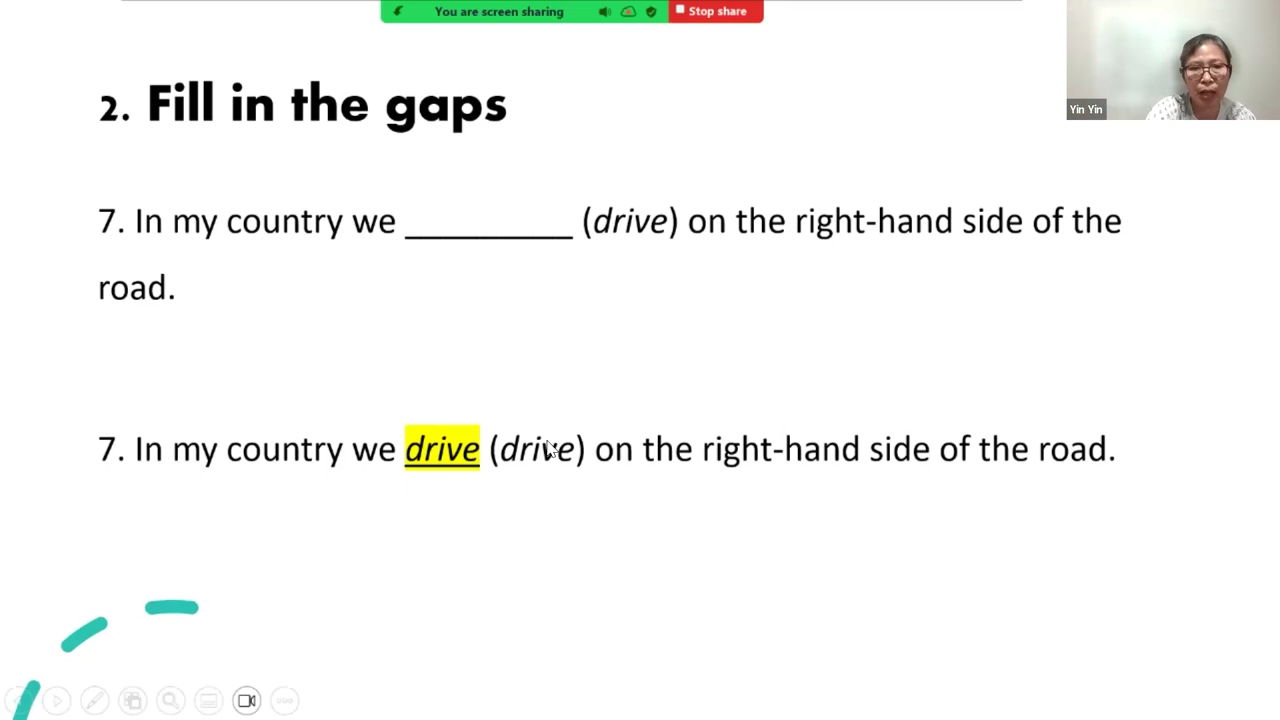 You are screen sharing
Stop share
Yin Yin
2. Fill in the gaps
7. In my country we __________ (drive) on the right-hand side of the
road.
7. In my country we drive (drive) on the right-hand side of the road.